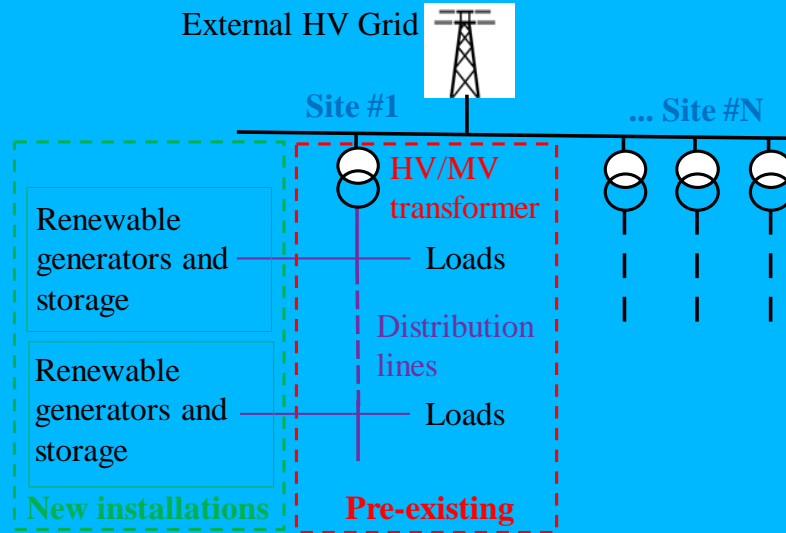 External HV Grid
Site #1
... Site #N
HV/MV
transformer
Renewable
generators and
storage
Loads
Distribution
lines
Renewable
generators and
storage
Loads
New installations
Pre-existing